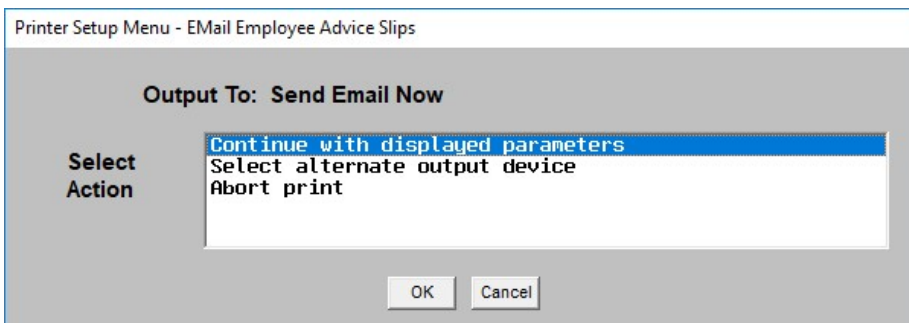 Printer Setup Menu - EMail Employee Advice Slips
Output To: Send Email Now
Select
Action
Continue with displayed parameters
Select alternate output device
Abort print
OK
Cancel